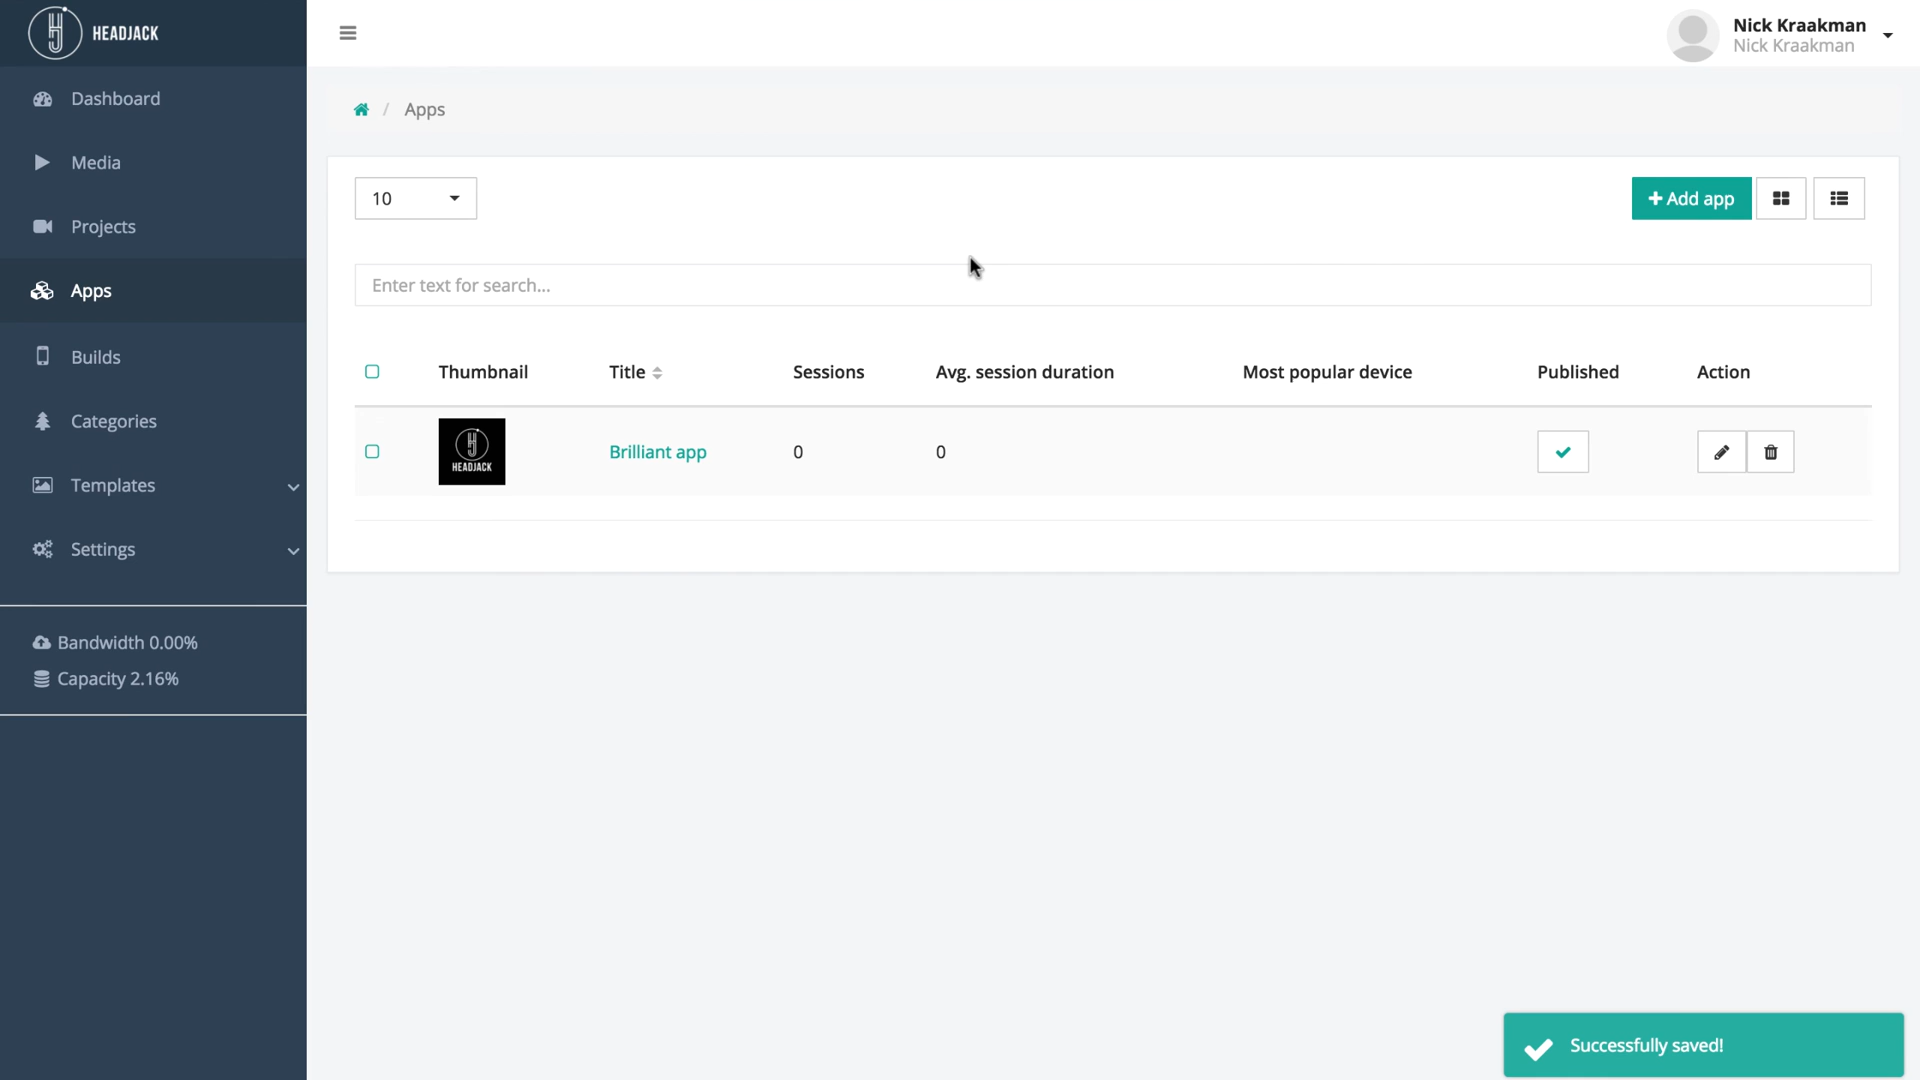 HEADJACK
Nick Kraakman
Nick Kraakman
Dashboard
Media
Projects
Apps
Builds
Categories
Templates
Settings
Bandwidth 0.00%
Capacity 2.16%
/ Apps
10
+ Add app
Enter text for search...
Thumbnail Title Sessions Avg. session duration Most popular device Published Action
HEADJACK Brilliant app 0 0
Successfully saved!